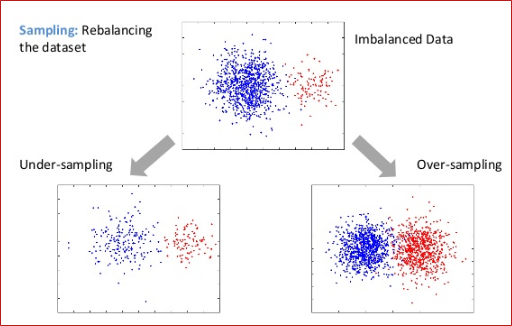 Sampling: Rebalancing
the dataset
Imbalanced Data
Under-sampling
Over-sampling